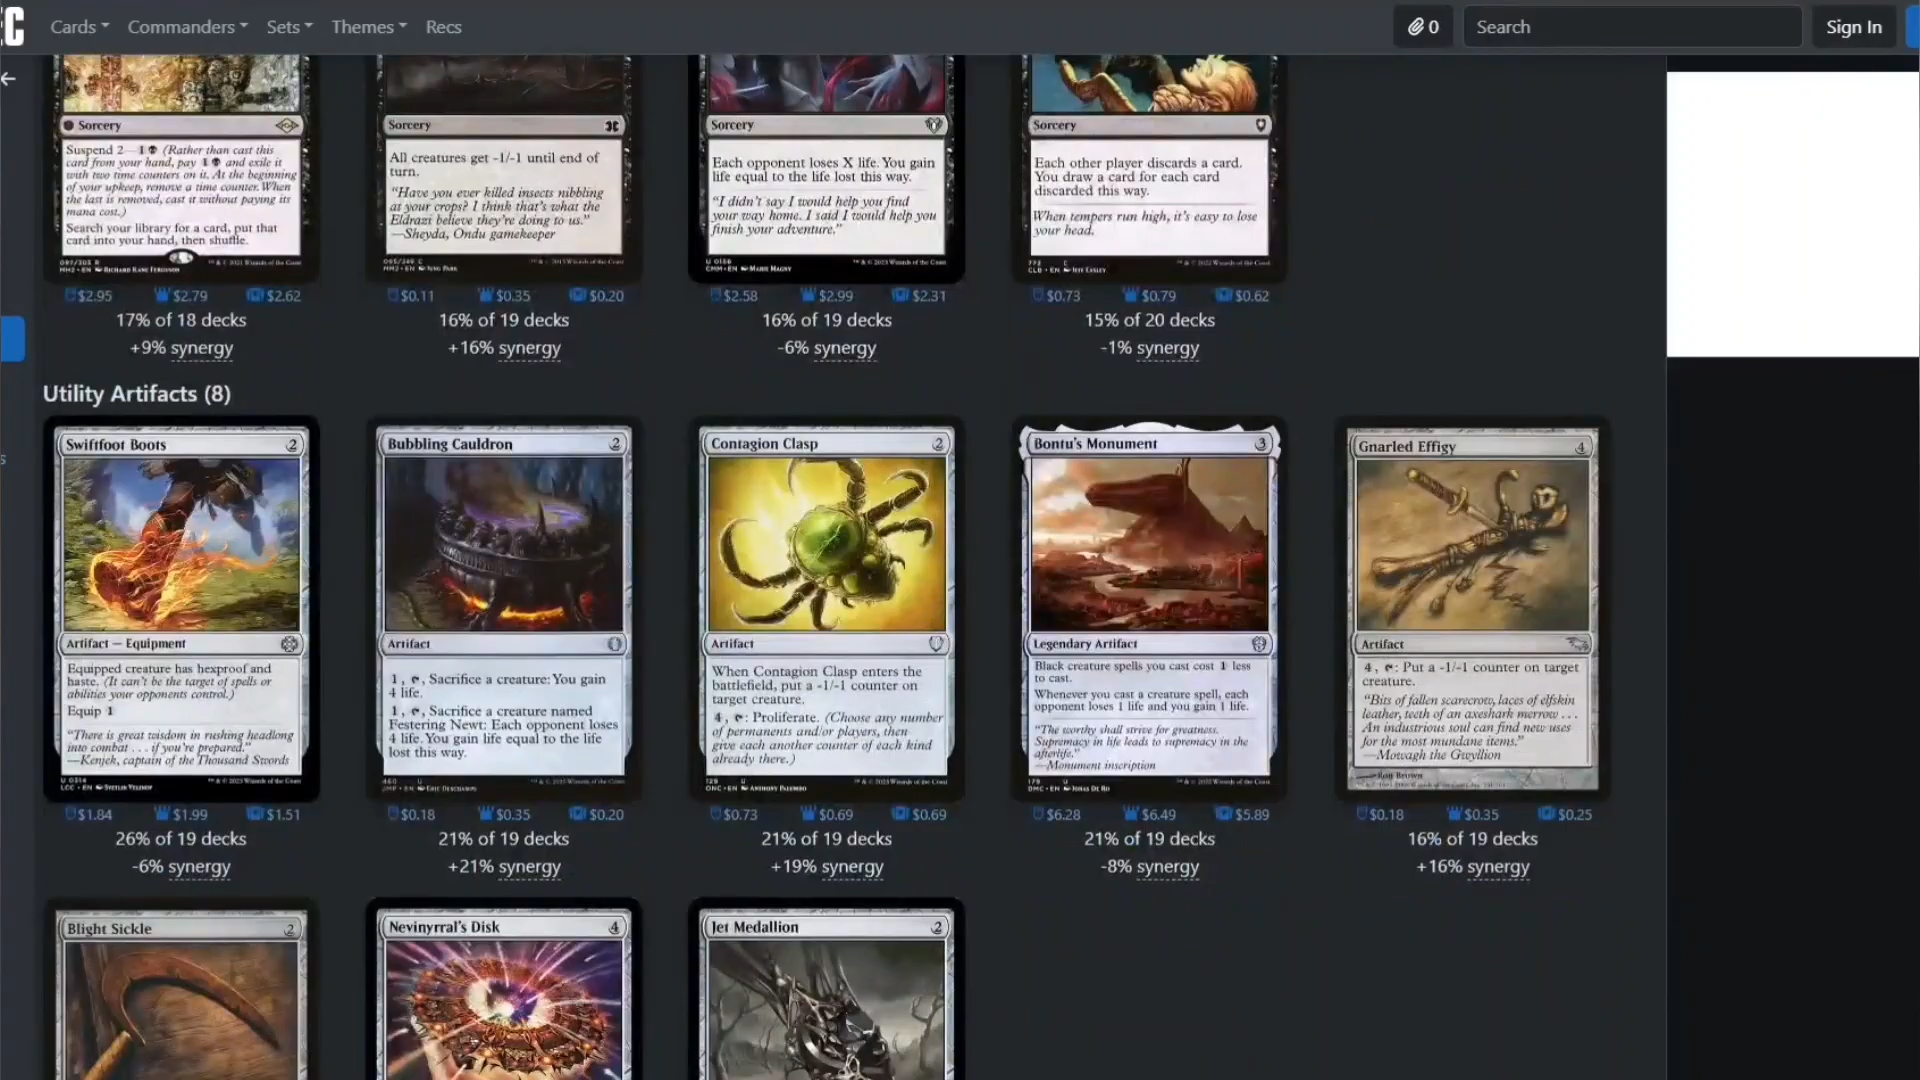 Cards Commanders Sets Themes Recs 0 Search Sign In
Sorcery
Suspend 2—1 (Rather than cast this
card from your hand, pay 1 and exile it
with two time counters on it. At the beginning
of your upkeep, remove a time counter. When
the last is removed, cast it without paying its
mana cost.)
Search your library for a card, put that
card into your hand, then shuffle.
$2.95 $2.79 $2.62
17% of 18 decks
+9% synergy
Sorcery
All creatures get -1/-1 until end of
turn.
“Have you ever killed insects nibbling
at your crops? I think that’s what the
Eldrazi believe they’re doing to us.”
—Sheyda, Ondu gamekeeper
$0.11 $0.35 $0.20
16% of 19 decks
+16% synergy
Sorcery
Each opponent loses X life. You gain
life equal to the life lost this way.
“I didn’t say I would help you find
your way home. I said I would help you
finish your adventure.”
$2.58 $2.99 $2.31
16% of 19 decks
-6% synergy
Sorcery
Each other player discards a card.
You draw a card for each card
discarded this way.
When tempers run high, it’s easy to lose
your head.
$0.73 $0.79 $0.62
15% of 20 decks
-1% synergy
Utility Artifacts (8)
Swiftfoot Boots 2
Artifact — Equipment
Equipped creature has hexproof and
haste. (It can’t be the target of spells or
abilities your opponents control.)
Equip 1
“There is great wisdom in rushing headlong
into combat . . . if you’re prepared.”
—Kenjek, captain of the Thousand Swords
$1.84 $1.99 $1.51
26% of 19 decks
-6% synergy
Bubbling Cauldron 2
Artifact
1, , Sacrifice a creature: You gain
4 life.
1, , Sacrifice a creature named
Festering Newt: Each opponent loses
4 life. You gain life equal to the life
lost this way.
$0.18 $0.35 $0.20
21% of 19 decks
+21% synergy
Contagion Clasp 2
Artifact
When Contagion Clasp enters the
battlefield, put a -1/-1 counter on
target creature.
4, : Proliferate. (Choose any number
of permanents and/or players, then
give each another counter of each kind
already there.)
$0.73 $0.69 $0.69
21% of 19 decks
+19% synergy
Bontu’s Monument 3
Legendary Artifact
Black creature spells you cast cost 1 less
to cast.
Whenever you cast a creature spell, each
opponent loses 1 life and you gain 1 life.
“The worthy shall strive for greatness.
Supremacy in life leads to supremacy in the
afterlife.”
—Monument inscription
$6.28 $6.49 $5.89
21% of 19 decks
-8% synergy
Gnarled Effigy 4
Artifact
4, : Put a -1/-1 counter on target
creature.
“Bits of fallen scarecrow, laces of elfskin
leather, teeth of an axeshark merrow . . .
An industrious soul can find new uses
for the most mundane items.”
—Mowagh the Gwyllion
$0.18 $0.35 $0.25
16% of 19 decks
+16% synergy
Blight Sickle 2
Nevinyrral’s Disk 4
Jet Medallion 2